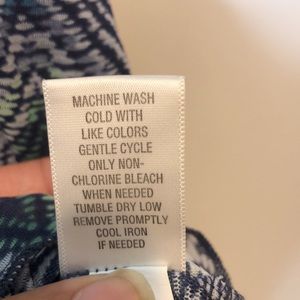 MACHINE WASH
COLD WITH
LIKE COLORS
GENTLE CYCLE
ONLY NON-
CHLORINE BLEACH
WHEN NEEDED
TUMBLE DRY LOW
REMOVE PROMPTLY
COOL IRON
IF NEEDED